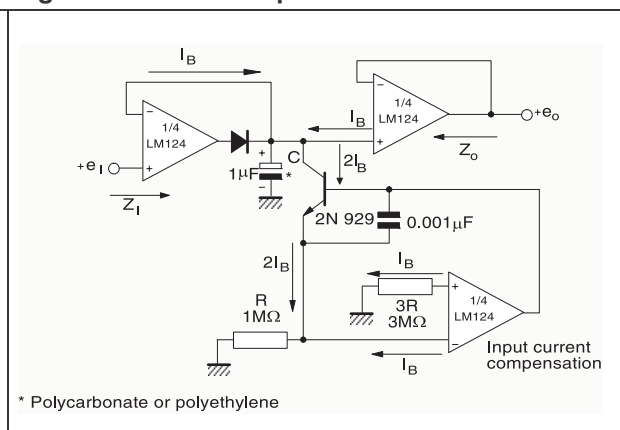 I_B
1/4
LM124
+e_I
Z_I
+
1µF
*
C
I_B
2I_B
1/4
LM124
+e_o
Z_o
2N 929
0.001µF
2I_B
R
1MΩ
I_B
3R
3MΩ
1/4
LM124
I_B
Input current
compensation
* Polycarbonate or polyethylene